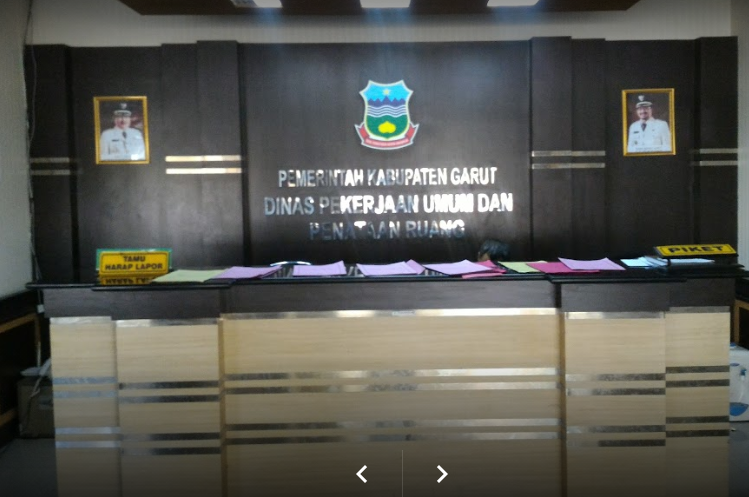 PEMERINTAH KABUPATEN GARUT
DINAS PEKERJAAN UMUM DAN
PENATAAN RUANG
TAMU
HARAP LAPOR
PIKET